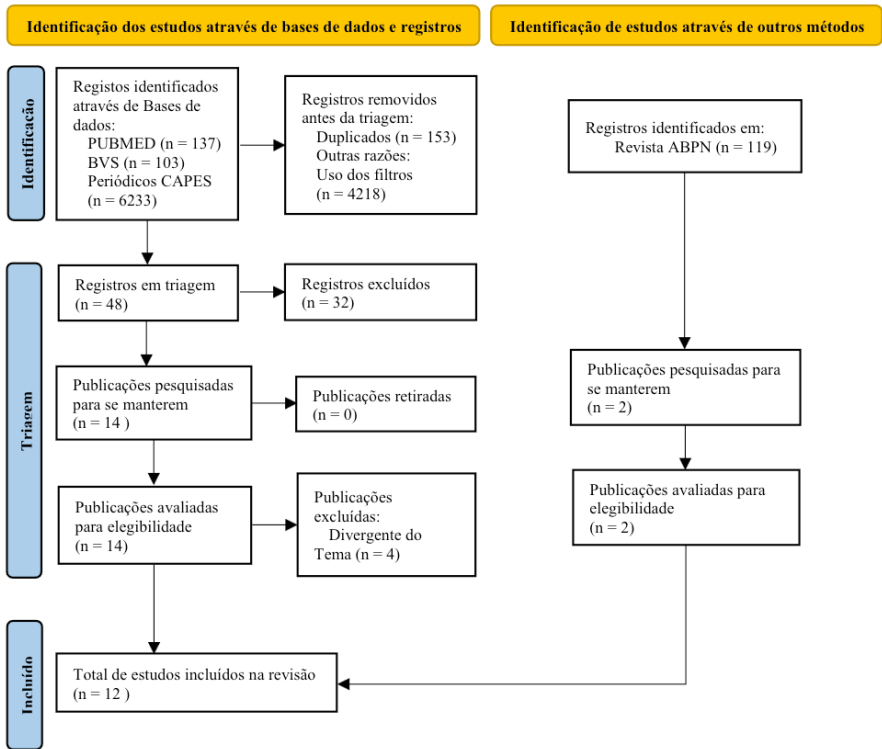 Identificação dos estudos através de bases de dados e registros
Identificação de estudos através de outros métodos
Identificação
Registos identificados
através de Bases de
dados:
PUBMED (n = 137)
BVS (n = 103)
Periódicos CAPES
(n = 6233)
Registros removidos
antes da triagem:
Duplicados (n = 153)
Outras razões:
Uso dos filtros
(n = 4218)
Registros identificados em:
Revista ABPN (n = 119)
Triagem
Registros em triagem
(n = 48)
Registros excluídos
(n = 32)
Publicações pesquisadas
para se manterem
(n = 14 )
Publicações retiradas
(n = 0)
Publicações pesquisadas para
se manterem
(n = 2)
Publicações avaliadas
para elegibilidade
(n = 14)
Publicações
excluídas:
Divergente do
Tema (n = 4)
Publicações avaliadas para
elegibilidade
(n = 2)
Incluído
Total de estudos incluídos na revisão
(n = 12 )